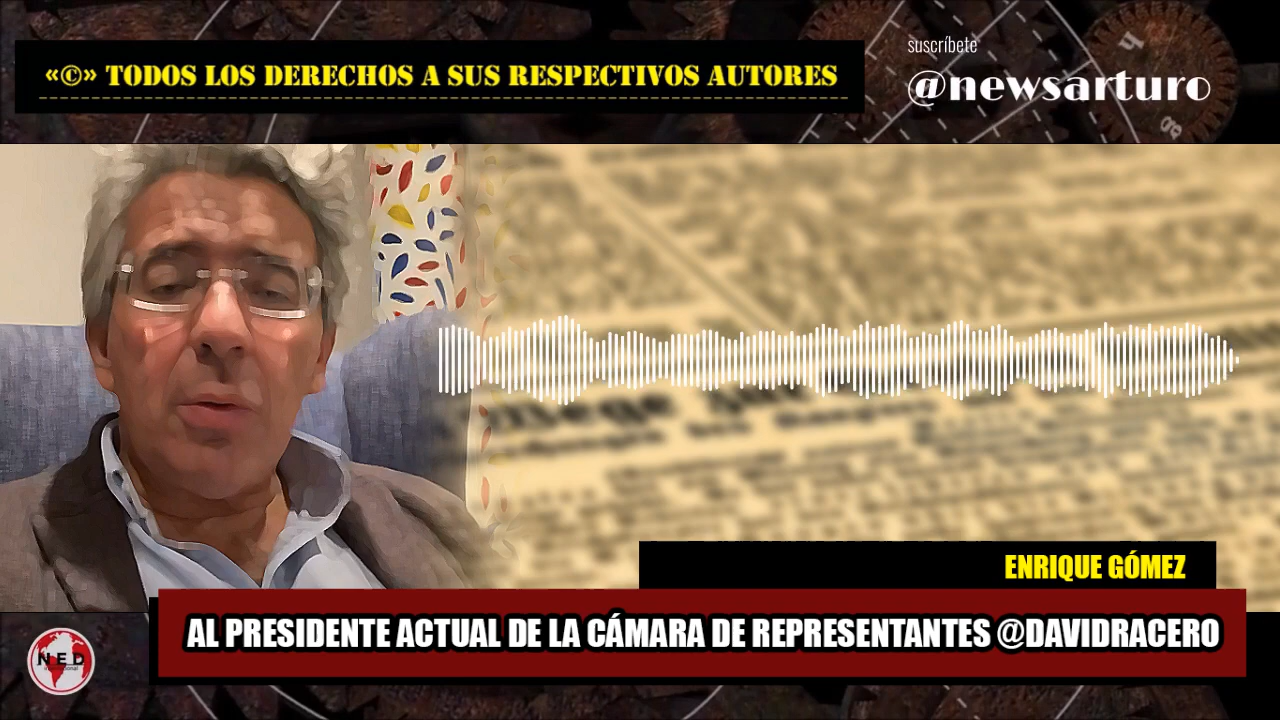 «©» TODOS LOS DERECHOS A SUS RESPECTIVOS AUTORES
suscríbete
@newsarturo
ENRIQUE GÓMEZ
AL PRESIDENTE ACTUAL DE LA CÁMARA DE REPRESENTANTES @DAVIDRACERO
N E D